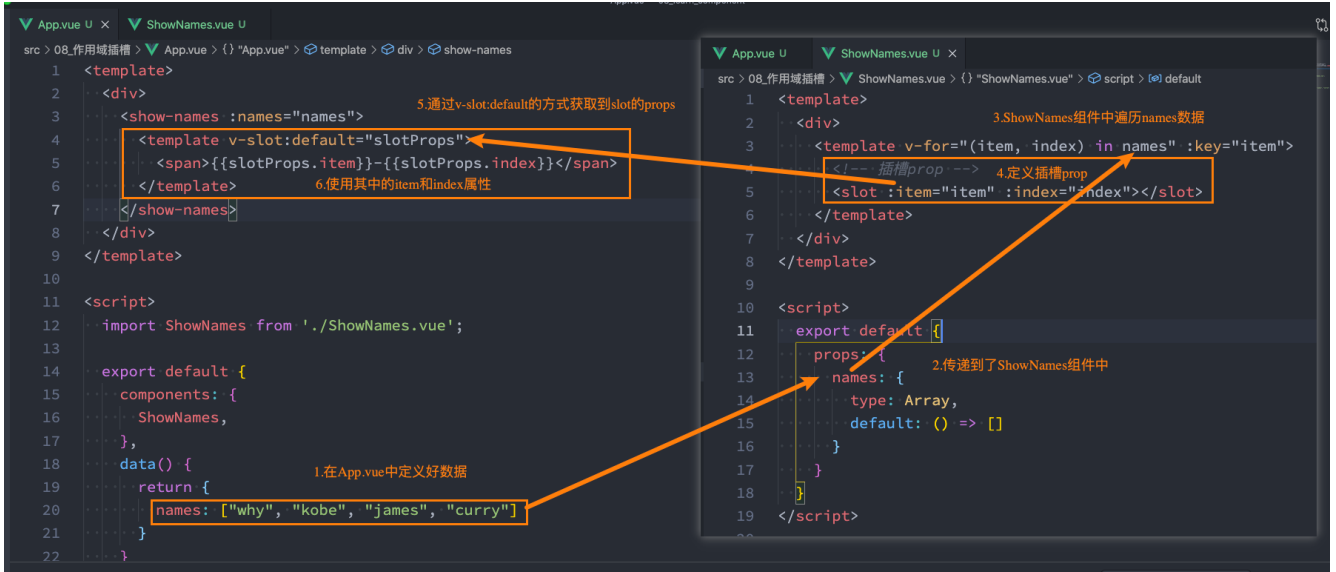 App.vue U ×
ShowNames.vue U
src > 08_作用域插槽 > App.vue > {} "App.vue" > template > div > show-names
1 <template>
2 <div>
5.通过v-slot:default的方式获取到slot的props
3 <show-names :names="names">
4 <template v-slot:default="slotProps">
5 <span>{{slotProps.item}}-{{slotProps.index}}</span>
6 </template>
6.使用其中的item和index属性
7 </show-names>
8 </div>
9 </template>
10
11 <script>
12 import ShowNames from './ShowNames.vue';
13
14 export default {
15 components: {
16 ShowNames,
17 },
18 data() {
1.在App.vue中定义好数据
19 return {
20 names: ["why", "kobe", "james", "curry"]
21 }
22 }
App.vue U
ShowNames.vue U ×
src > 08_作用域插槽 > ShowNames.vue > {} "ShowNames.vue" > script > default
1 <template>
2 <div>
3.ShowNames组件中遍历names数据
3 <template v-for="(item, index) in names" :key="item">
4 <!-- 插槽prop -->
4.定义插槽prop
5 <slot :item="item" :index="index"></slot>
6 </template>
7 </div>
8 </template>
9
10 <script>
11 export default {
12 props: {
2.传递到了ShowNames组件中
13 names: {
14 type: Array,
15 default: () => []
16 }
17 }
18 }
19 </script>
20